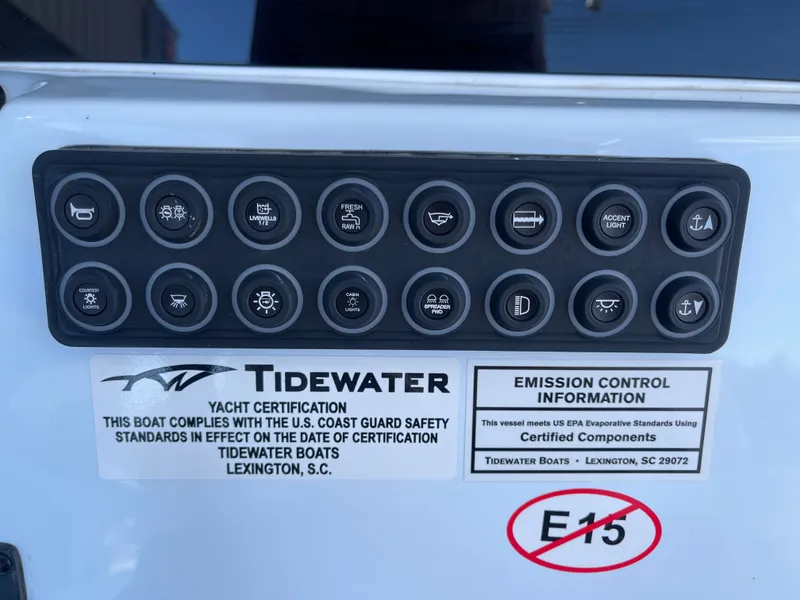 LIVEWELLS
1/2
FRESH
RAW H
ACCENT
LIGHT
COURTESY
LIGHTS
CABIN
LIGHTS
SPREADER
FWD
TIDEWATER
YACHT CERTIFICATION
THIS BOAT COMPLIES WITH THE U.S. COAST GUARD SAFETY
STANDARDS IN EFFECT ON THE DATE OF CERTIFICATION
TIDEWATER BOATS
LEXINGTON, S.C.
EMISSION CONTROL
INFORMATION
This vessel meets US EPA Evaporative Standards Using
Certified Components
TIDEWATER BOATS • LEXINGTON, SC 29072
E15